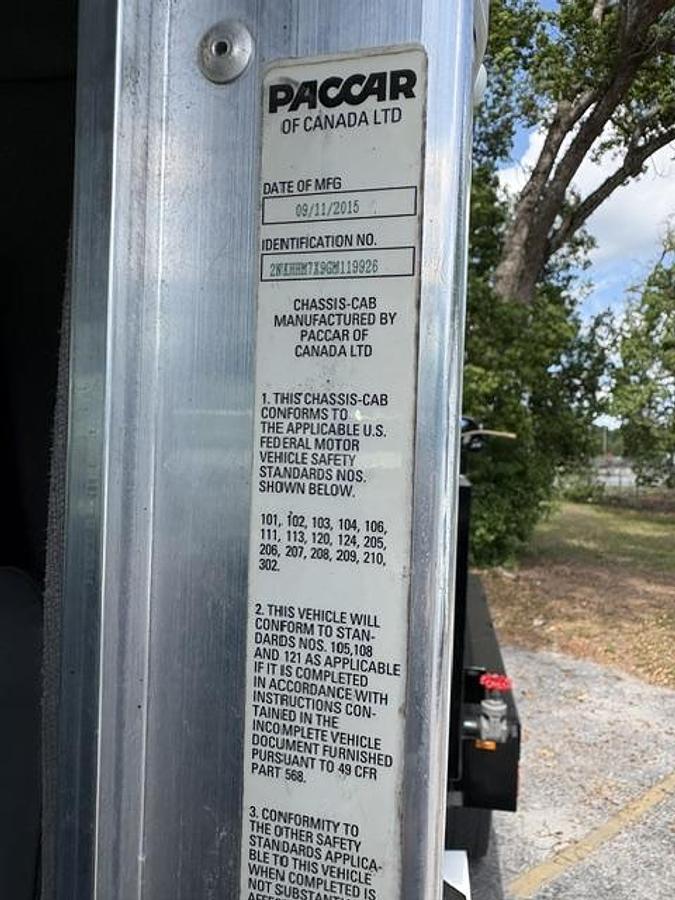 PACCAR
OF CANADA LTD
DATE OF MFG
09/11/2015
IDENTIFICATION NO.
2NKHHM7X9GM119926
CHASSIS-CAB
MANUFACTURED BY
PACCAR OF
CANADA LTD
1. THIS CHASSIS-CAB
CONFORMS TO
THE APPLICABLE U.S.
FEDERAL MOTOR
VEHICLE SAFETY
STANDARDS NOS.
SHOWN BELOW.
101, 102, 103, 104, 106,
111, 113, 120, 124, 205,
206, 207, 208, 209, 210,
302.
2. THIS VEHICLE WILL
CONFORM TO STAN-
DARDS NOS. 105,108
AND 121 AS APPLICABLE
IF IT IS COMPLETED
IN ACCORDANCE WITH
INSTRUCTIONS CON-
TAINED IN THE
INCOMPLETE VEHICLE
DOCUMENT FURNISHED
PURSUANT TO 49 CFR
PART 568.
3. CONFORMITY TO
THE OTHER SAFETY
STANDARDS APPLICA-
BLE TO THIS VEHICLE
WHEN COMPLETED IS
NOT SUBSTANTI